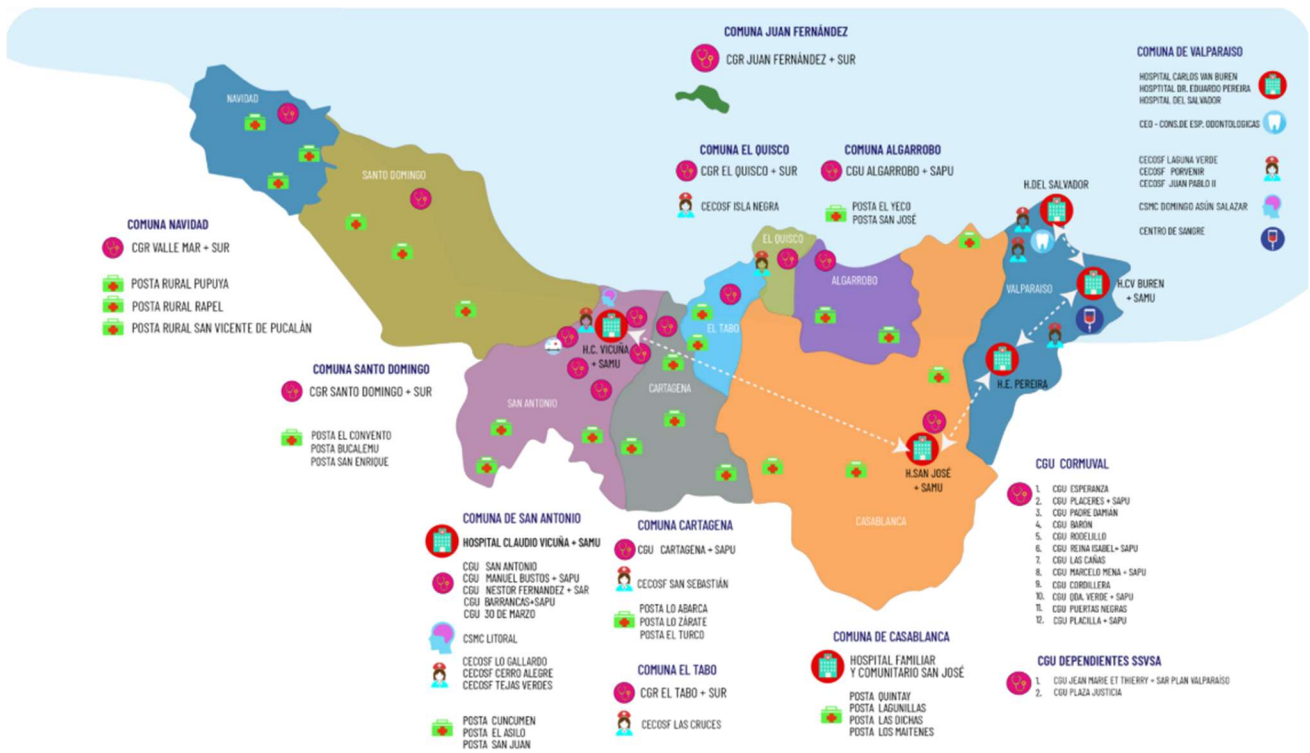 COMUNA JUAN FERNÁNDEZ
CGR JUAN FERNÁNDEZ + SUR
COMUNA DE VALPARAISO
HOSPITAL CARLOS VAN BUREN
HOSPTITAL DR. EDUARDO PEREIRA
HOSPITAL DEL SALVADOR
CEO - CONS.DE ESP. ODONTOLOGICAS
CECOSF LAGUNA VERDE
CECOSF PORVENIR
CECOSF JUAN PABLO II
CSMC DOMINGO ASÚN SALAZAR
CENTRO DE SANGRE
COMUNA EL QUISCO
CGR EL QUISCO + SUR
CECOSF ISLA NEGRA
COMUNA ALGARROBO
CGU ALGARROBO + SAPU
POSTA EL YECO
POSTA SAN JOSÉ
NAVIDAD
SANTO DOMINGO
H.DEL SALVADOR
EL QUISCO
ALGARROBO
VALPARAISO
H.CV BUREN
+ SAMU
EL TABO
H.C. VICUÑA
+ SAMU
H.E. PEREIRA
CARTAGENA
SAN ANTONIO
H.SAN JOSÉ
+ SAMU
CASABLANCA
COMUNA NAVIDAD
CGR VALLE MAR + SUR
POSTA RURAL PUPUYA
POSTA RURAL RAPEL
POSTA RURAL SAN VICENTE DE PUCALÁN
COMUNA SANTO DOMINGO
CGR SANTO DOMINGO + SUR
POSTA EL CONVENTO
POSTA BUCALEMU
POSTA SAN ENRIQUE
COMUNA DE SAN ANTONIO
HOSPITAL CLAUDIO VICUÑA + SAMU
CGU SAN ANTONIO
CGU MANUEL BUSTOS + SAPU
CGU NESTOR FERNANDEZ + SAR
CGU BARRANCAS+SAPU
CGU 30 DE MARZO
CSMC LITORAL
CECOSF LO GALLARDO
CECOSF CERRO ALEGRE
CECOSF TEJAS VERDES
POSTA CUNCUMEN
POSTA EL ASILO
POSTA SAN JUAN
COMUNA CARTAGENA
CGU CARTAGENA + SAPU
CECOSF SAN SEBASTIÁN
POSTA LO ABARCA
POSTA LO ZÁRATE
POSTA EL TURCO
COMUNA EL TABO
CGR EL TABO + SUR
CECOSF LAS CRUCES
COMUNA DE CASABLANCA
HOSPITAL FAMILIAR
Y COMUNITARIO SAN JOSÉ
POSTA QUINTAY
POSTA LAGUNILLAS
POSTA LAS DICHAS
POSTA LOS MAITENES
CGU CORMUVAL
1. CGU ESPERANZA
2. CGU PLACERES + SAPU
3. CGU PADRE DAMIAN
4. CGU BARÓN
5. CGU RODELILLO
6. CGU REINA ISABEL+ SAPU
7. CGU LAS CAÑAS
8. CGU MARCELO MENA + SAPU
9. CGU CORDILLERA
10. CGU QDA. VERDE + SAPU
11. CGU PUERTAS NEGRAS
12. CGU PLACILLA + SAPU
CGU DEPENDIENTES SSVSA
1. CGU JEAN MARIE ET THIERRY + SAR PLAN VALPARAÍSO
2. CGU PLAZA JUSTICIA